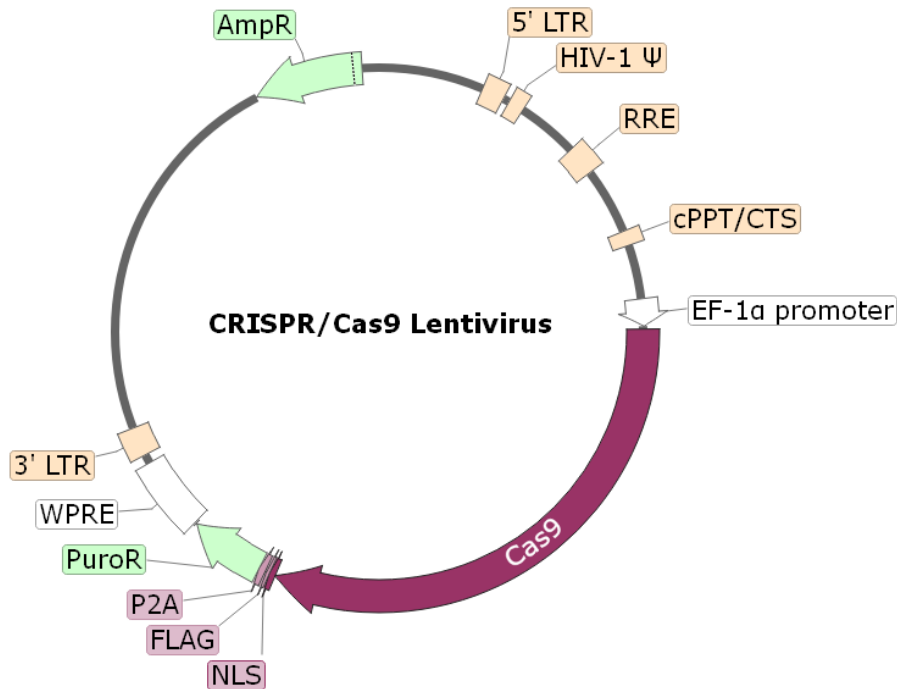 AmpR
5' LTR
HIV-1 Ψ
RRE
cPPT/CTS
EF-1α promoter
CRISPR/Cas9 Lentivirus
Cas9
3' LTR
WPRE
PuroR
P2A
FLAG
NLS